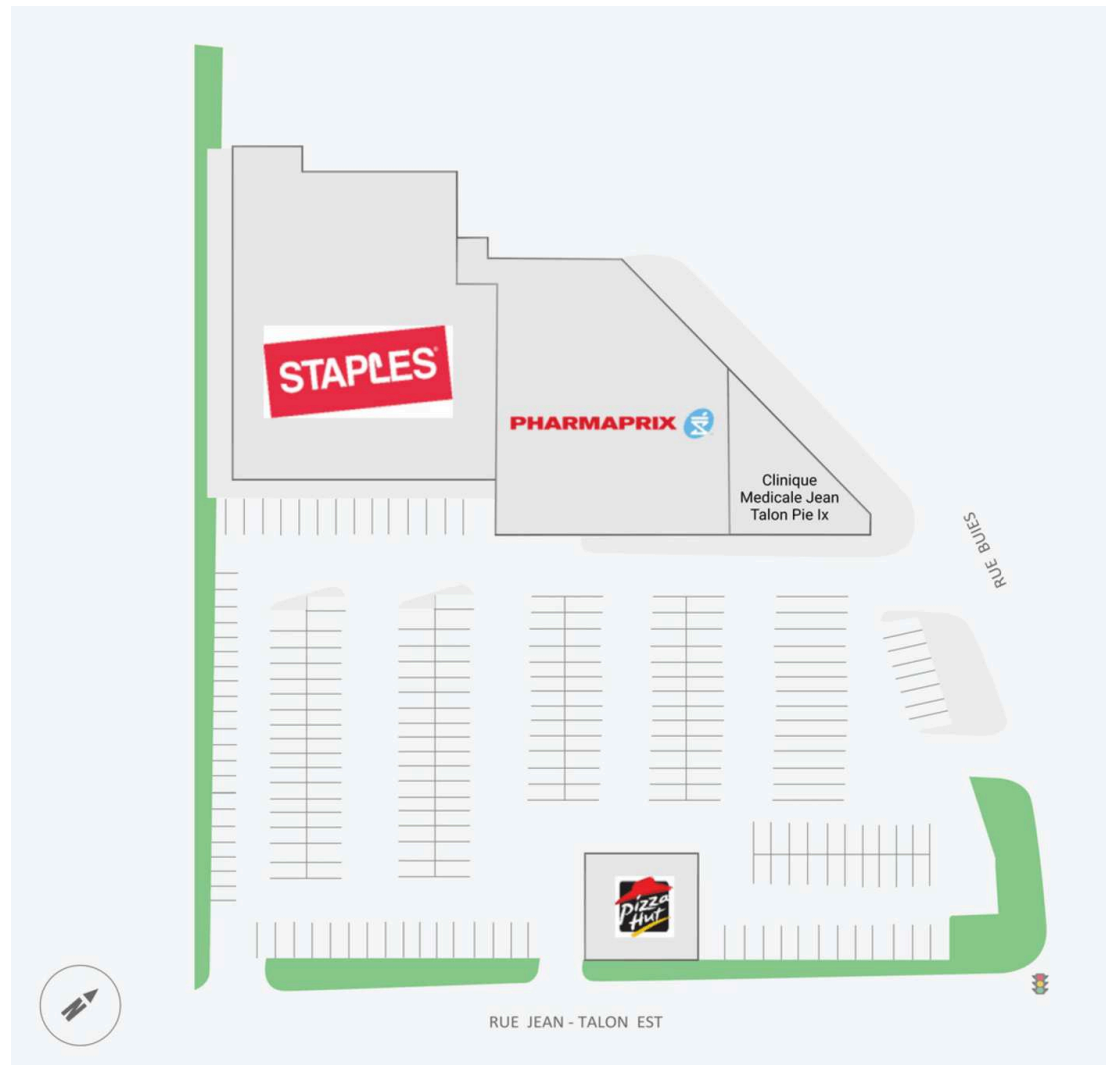 STAPLES
PHARMAPRIX
Clinique
Medicale Jean
Talon Pie Ix
RUE BUIES
Pizza
Hut
N
RUE JEAN - TALON EST